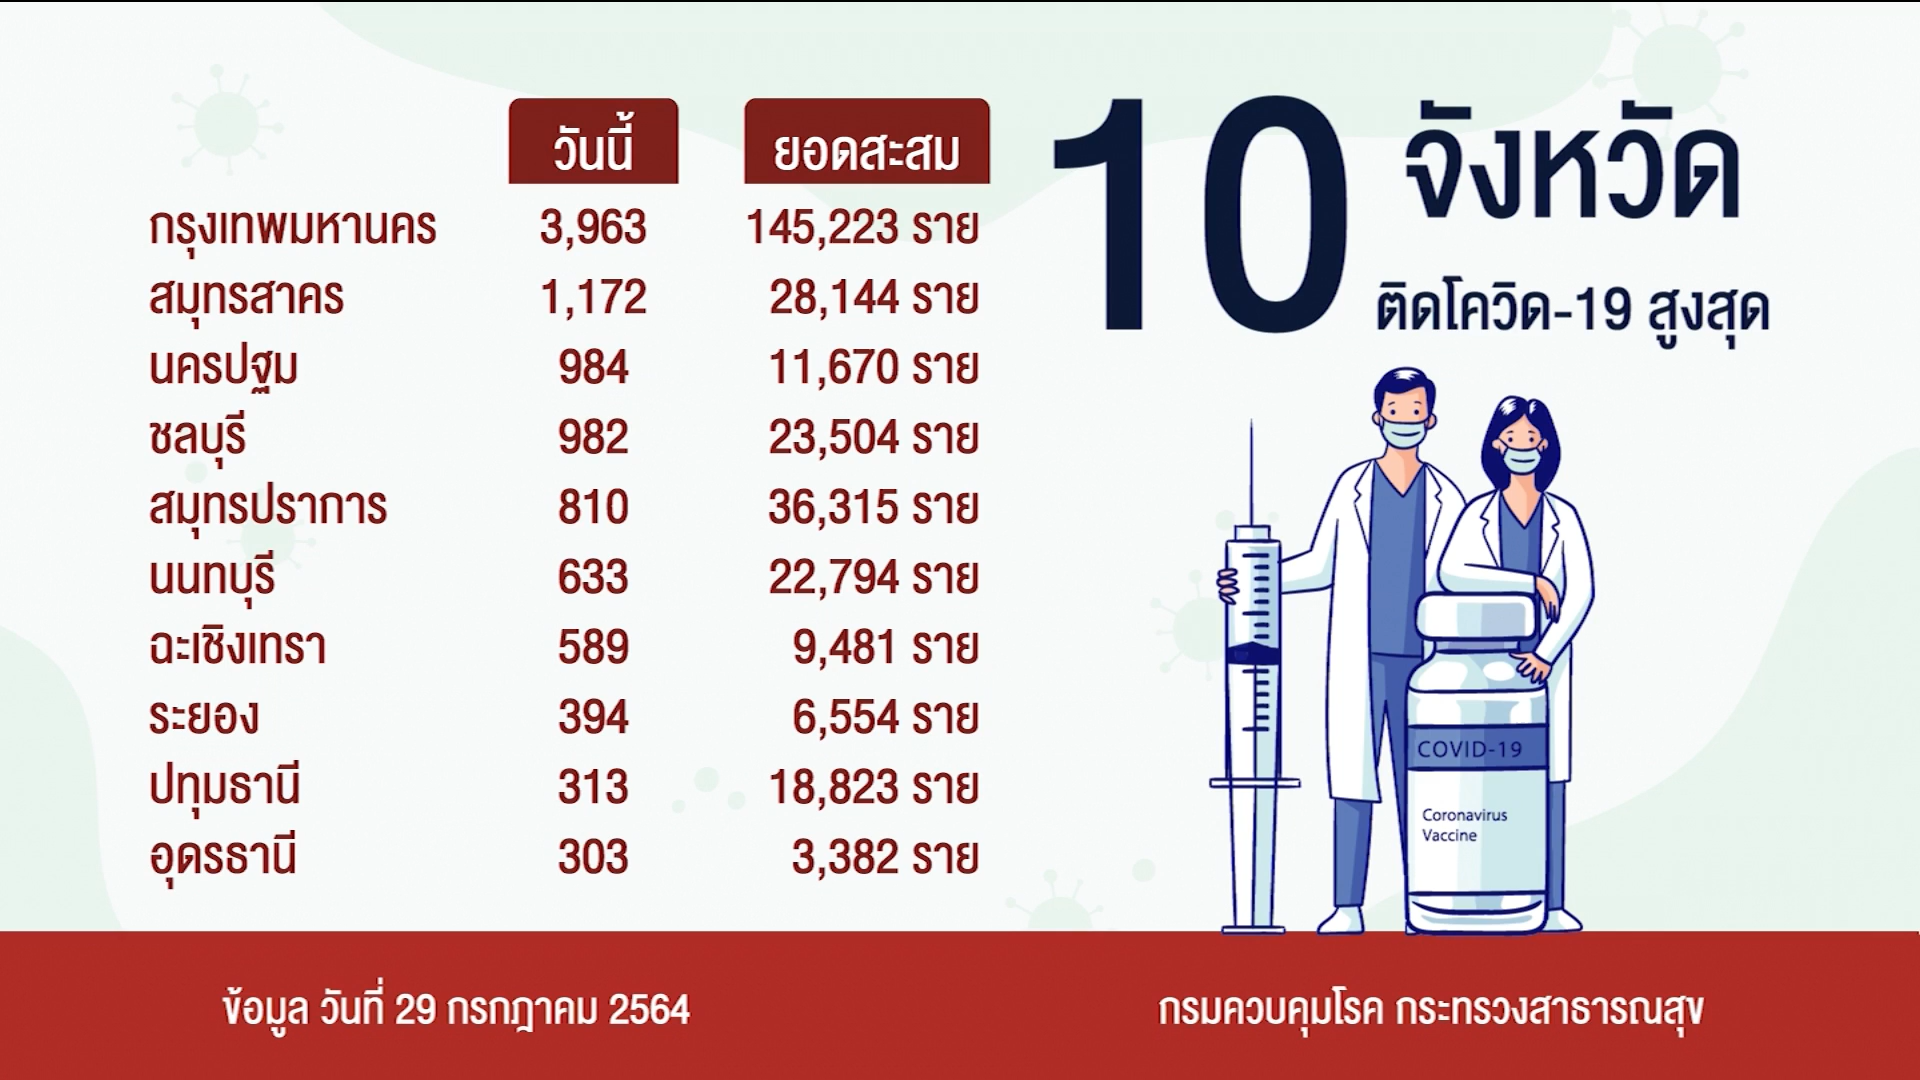 10 จังหวัด
ติดโควิด-19 สูงสุด
วันนี้ ยอดสะสม
กรุงเทพมหานคร 3,963 145,223 ราย
สมุทรสาคร 1,172 28,144 ราย
นครปฐม 984 11,670 ราย
ชลบุรี 982 23,504 ราย
สมุทรปราการ 810 36,315 ราย
นนทบุรี 633 22,794 ราย
ฉะเชิงเทรา 589 9,481 ราย
ระยอง 394 6,554 ราย
ปทุมธานี 313 18,823 ราย
อุดรธานี 303 3,382 ราย
COVID-19
Coronavirus
Vaccine
ข้อมูล วันที่ 29 กรกฎาคม 2564
กรมควบคุมโรค กระทรวงสาธารณสุข